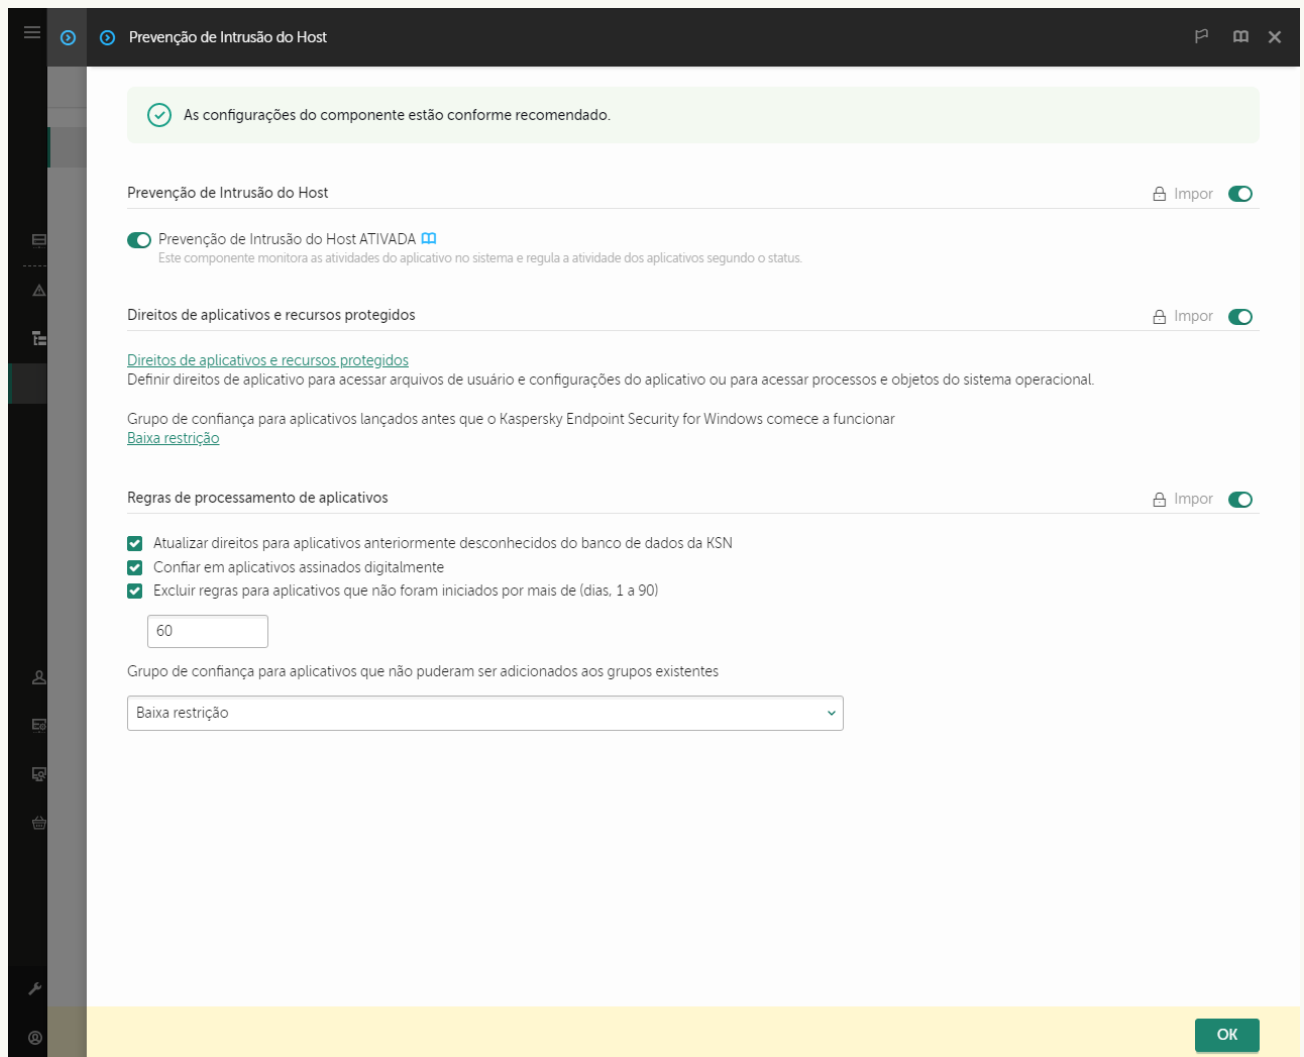 Prevenção de Intrusão do Host
As configurações do componente estão conforme recomendado.
Prevenção de Intrusão do Host
Impor
Prevenção de Intrusão do Host ATIVADA
Este componente monitora as atividades do aplicativo no sistema e regula a atividade dos aplicativos segundo o status.
Direitos de aplicativos e recursos protegidos
Impor
Direitos de aplicativos e recursos protegidos
Definir direitos de aplicativo para acessar arquivos de usuário e configurações do aplicativo ou para acessar processos e objetos do sistema operacional.
Grupo de confiança para aplicativos lançados antes que o Kaspersky Endpoint Security for Windows comece a funcionar
Baixa restrição
Regras de processamento de aplicativos
Impor
Atualizar direitos para aplicativos anteriormente desconhecidos do banco de dados da KSN
Confiar em aplicativos assinados digitalmente
Excluir regras para aplicativos que não foram iniciados por mais de (dias, 1 a 90)
60
Grupo de confiança para aplicativos que não puderam ser adicionados aos grupos existentes
Baixa restrição
OK